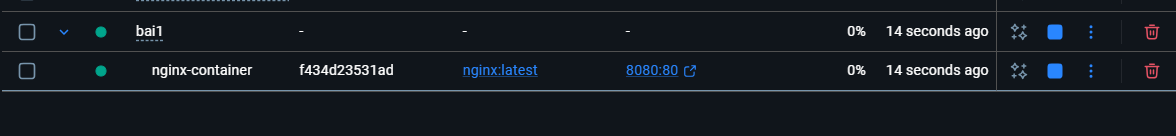 bai1 - - - 0% 14 seconds ago
nginx-container f434d23531ad nginx:latest 8080:80 0% 14 seconds ago